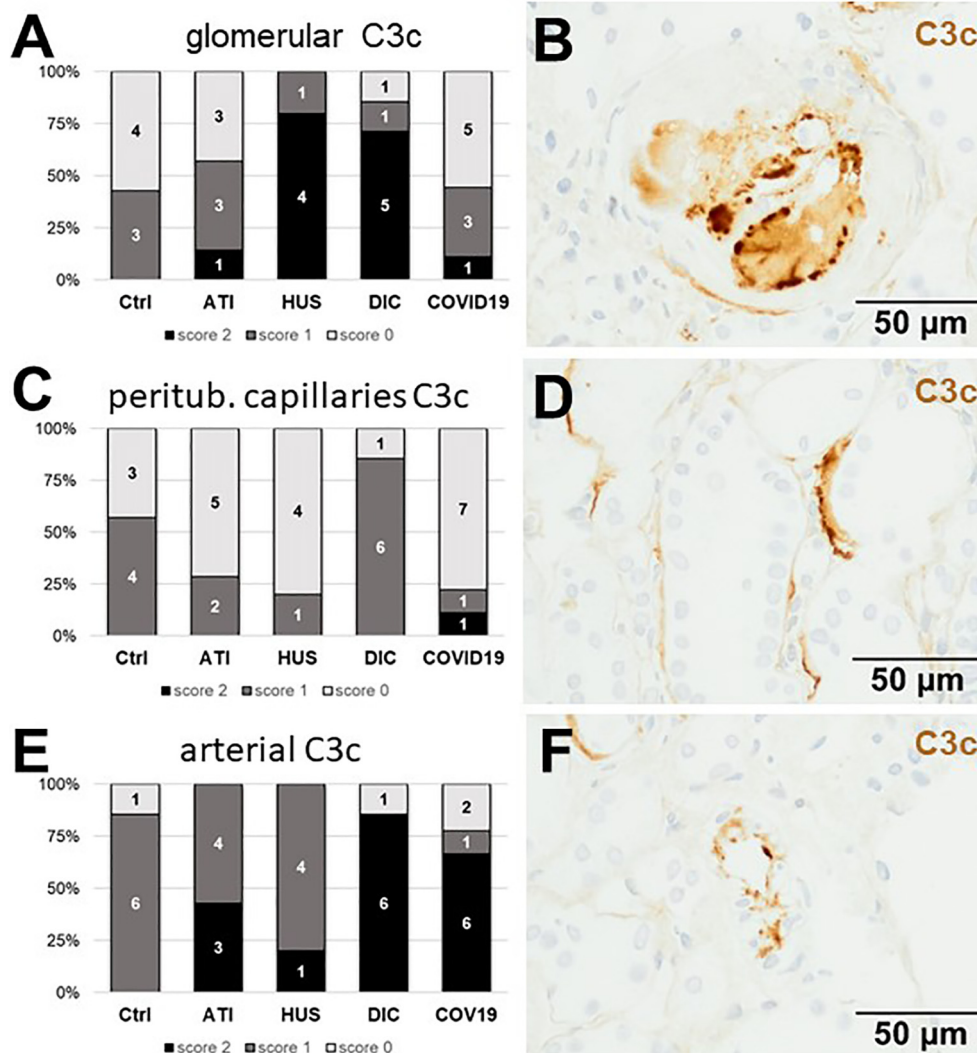 A
glomerular C3c
100%
75%
50%
25%
0%
4
3
3
3
1
1
4
1
1
5
5
3
1
Ctrl ATI HUS DIC COVID19
score 2 score 1 score 0
B
C3c
50 µm
C
peritub. capillaries C3c
100%
75%
50%
25%
0%
3
4
5
2
4
1
1
6
7
1
1
Ctrl ATI HUS DIC COVID19
score 2 score 1 score 0
D
C3c
50 µm
E
arterial C3c
100%
75%
50%
25%
0%
1
6
4
3
4
1
1
6
2
1
6
Ctrl ATI HUS DIC COV19
score 2 score 1 score 0
F
C3c
50 µm